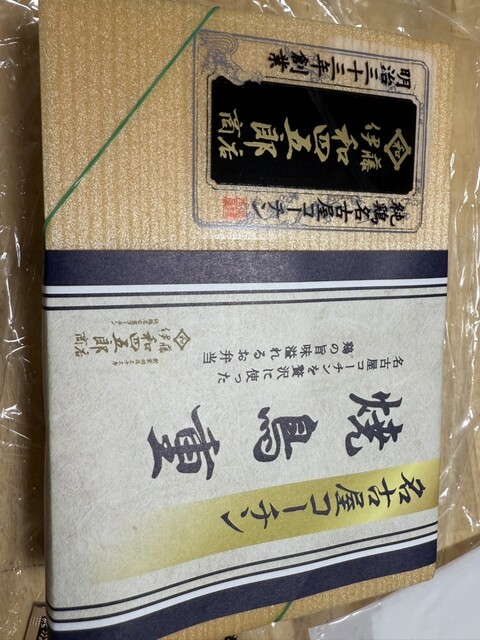 明治二十三年創業
藤
伊
和四五郎
商店
純鶏名古屋コーチン
名古屋コーチン
焼鳥重
名古屋コーチンを贅沢に使った
鶏の旨味溢れるお弁当
藤
伊
和四五郎
商店